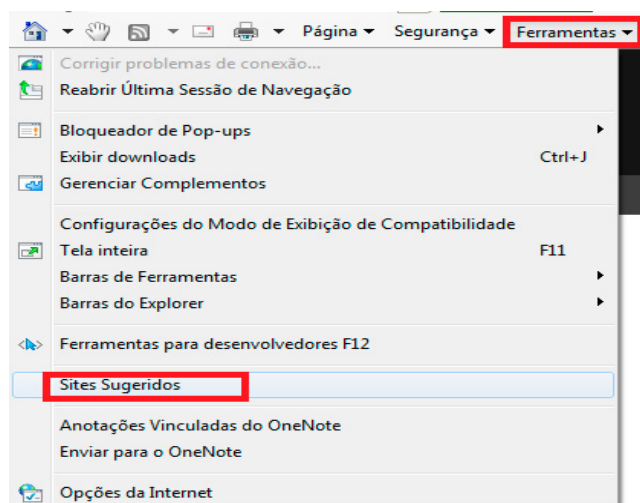 Página Segurança Ferramentas
Corrigir problemas de conexão...
Reabrir Última Sessão de Navegação
Bloqueador de Pop-ups
Exibir downloads Ctrl+J
Gerenciar Complementos
Configurações do Modo de Exibição de Compatibilidade
Tela inteira F11
Barras de Ferramentas
Barras do Explorer
Ferramentas para desenvolvedores F12
Sites Sugeridos
Anotações Vinculadas do OneNote
Enviar para o OneNote
Opções da Internet